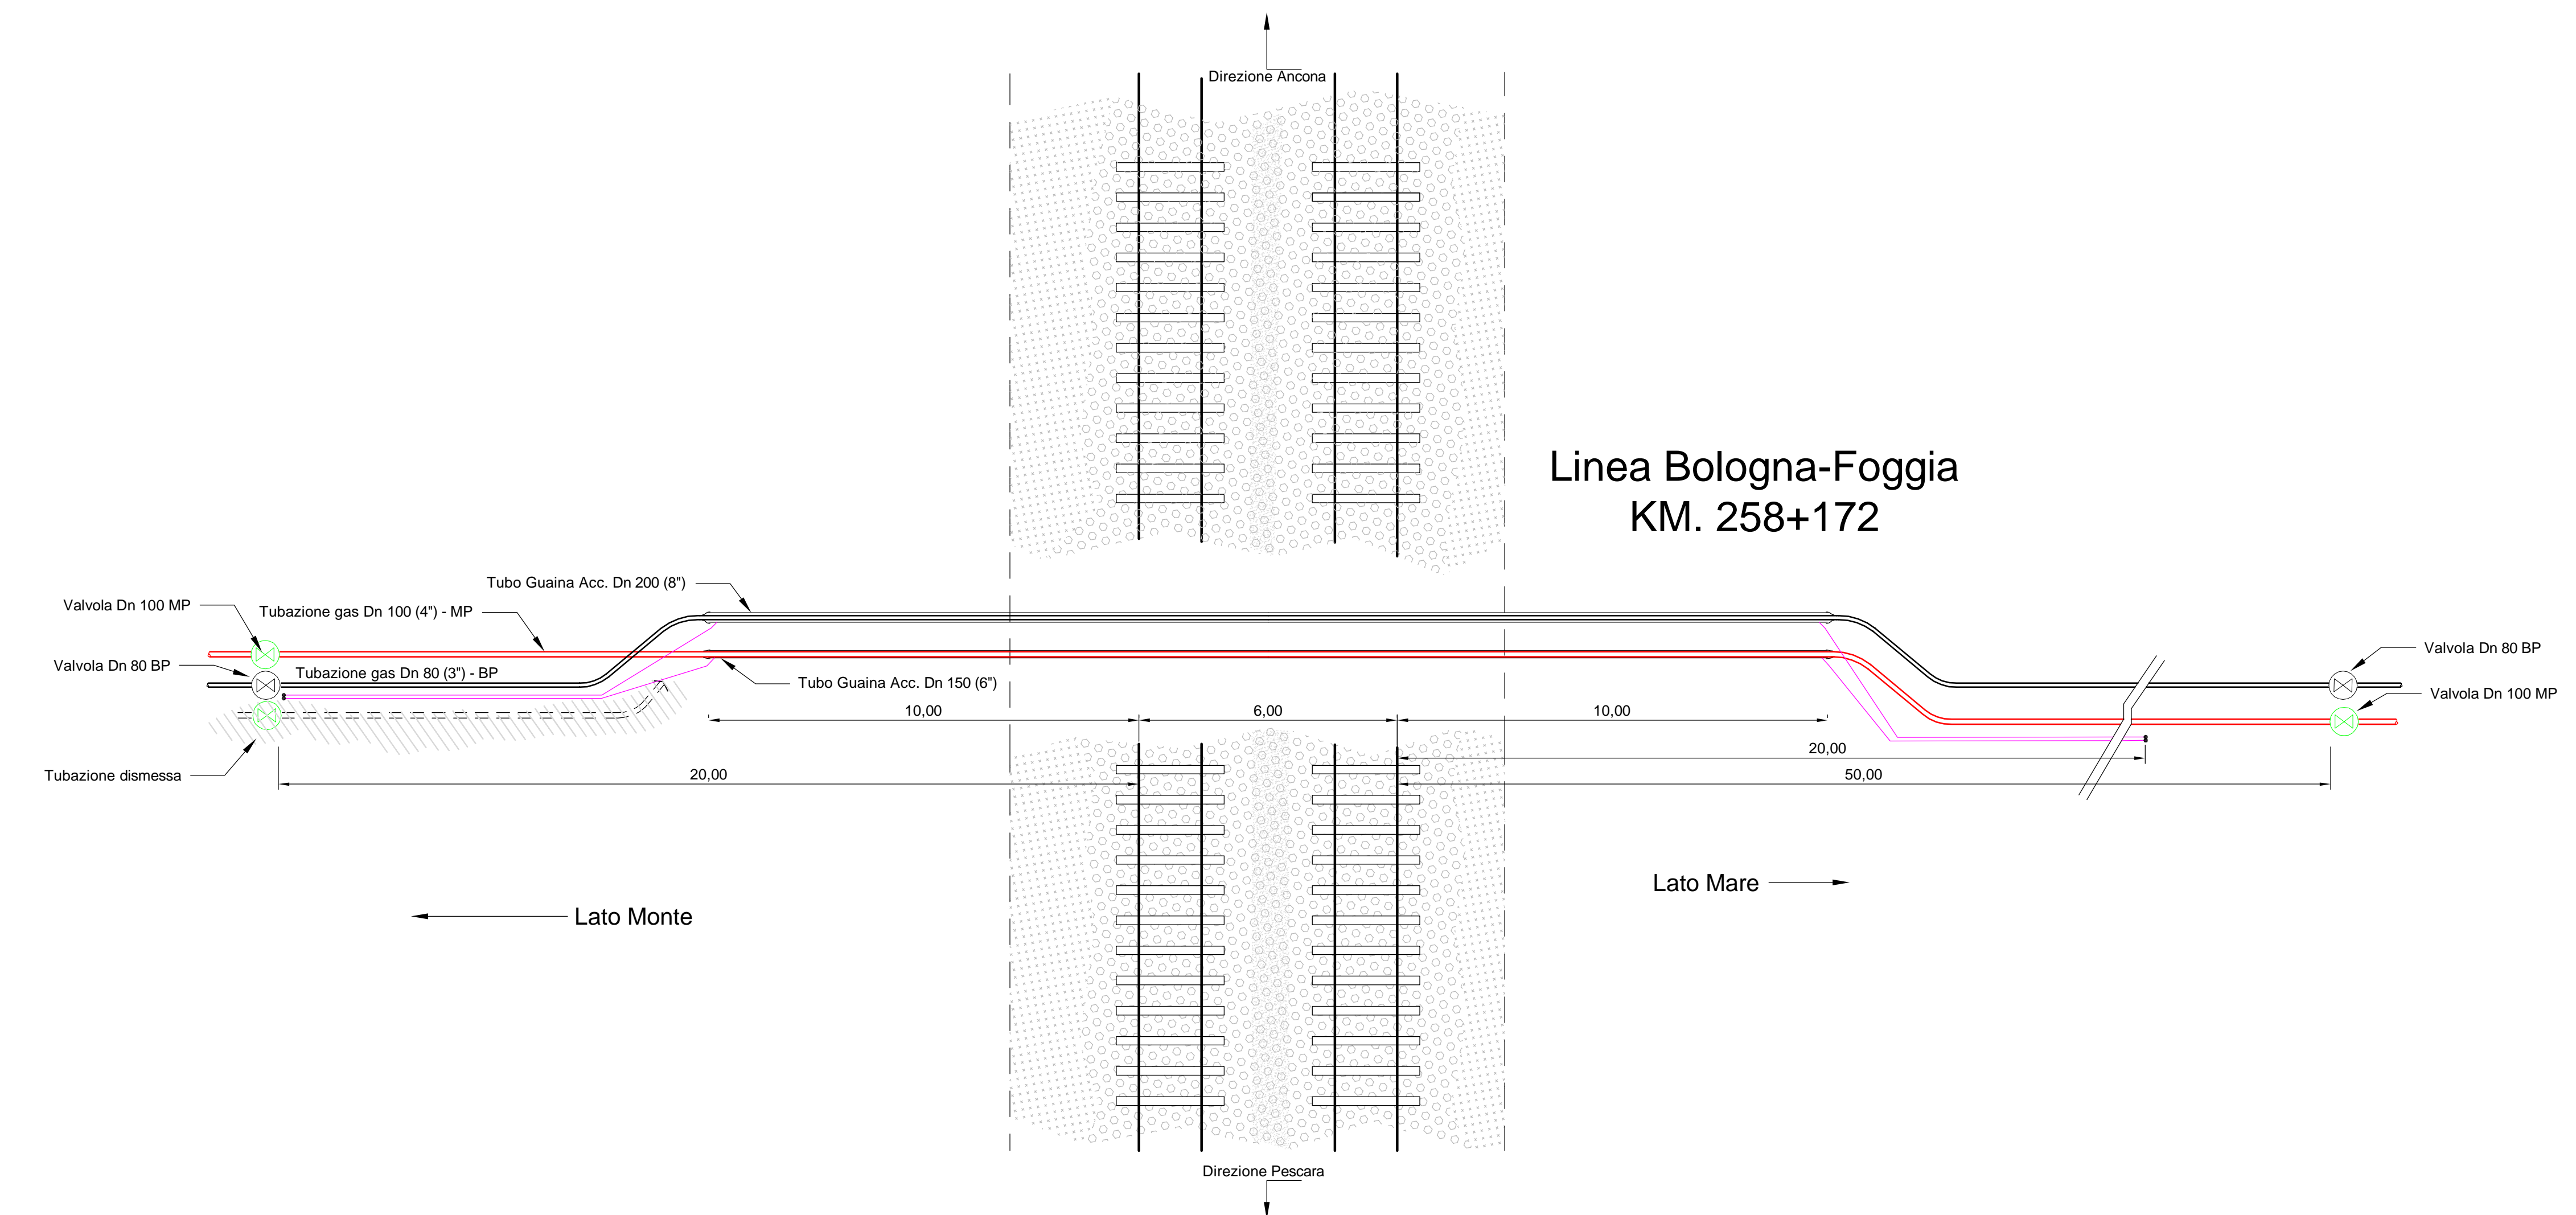 Direzione Ancona
Linea Bologna-Foggia
KM. 258+172
Tubo Guaina Acc. Dn 200 (8")
Valvola Dn 100 MP
Tubazione gas Dn 100 (4") - MP
Valvola Dn 80 BP
Tubazione gas Dn 80 (3") - BP
Tubo Guaina Acc. Dn 150 (6")
Valvola Dn 80 BP
Valvola Dn 100 MP
10,00
6,00
10,00
20,00
Tubazione dismessa
20,00
50,00
Lato Mare
Lato Monte
Direzione Pescara